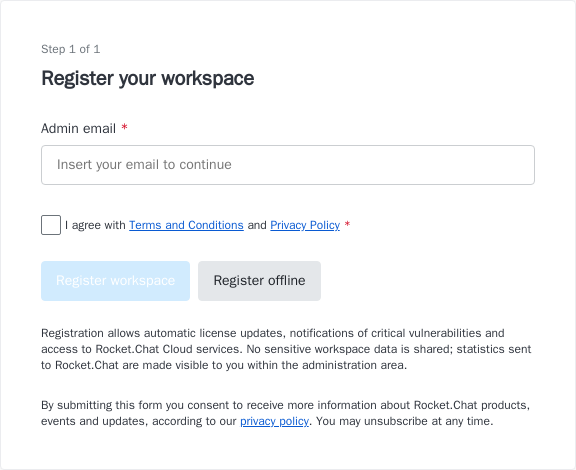 Step 1 of 1
Register your workspace
Admin email *
Insert your email to continue
I agree with Terms and Conditions and Privacy Policy *
Register workspace Register offline
Registration allows automatic license updates, notifications of critical vulnerabilities and
access to Rocket.Chat Cloud services. No sensitive workspace data is shared; statistics sent
to Rocket.Chat are made visible to you within the administration area.
By submitting this form you consent to receive more information about Rocket.Chat products,
events and updates, according to our privacy policy. You may unsubscribe at any time.